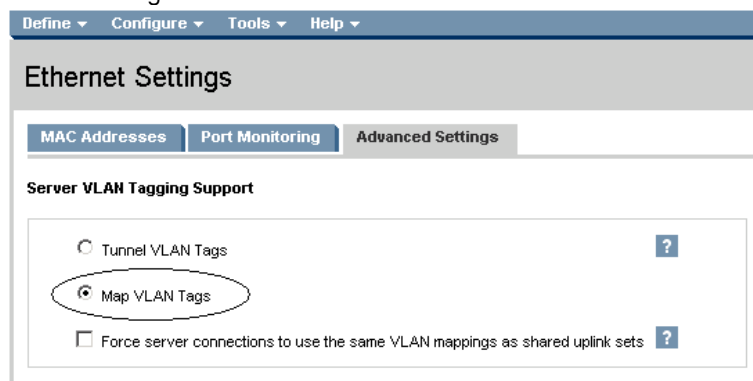 Define Configure Tools Help
Ethernet Settings
MAC Addresses Port Monitoring Advanced Settings
Server VLAN Tagging Support
Tunnel VLAN Tags ?
Map VLAN Tags
Force server connections to use the same VLAN mappings as shared uplink sets ?